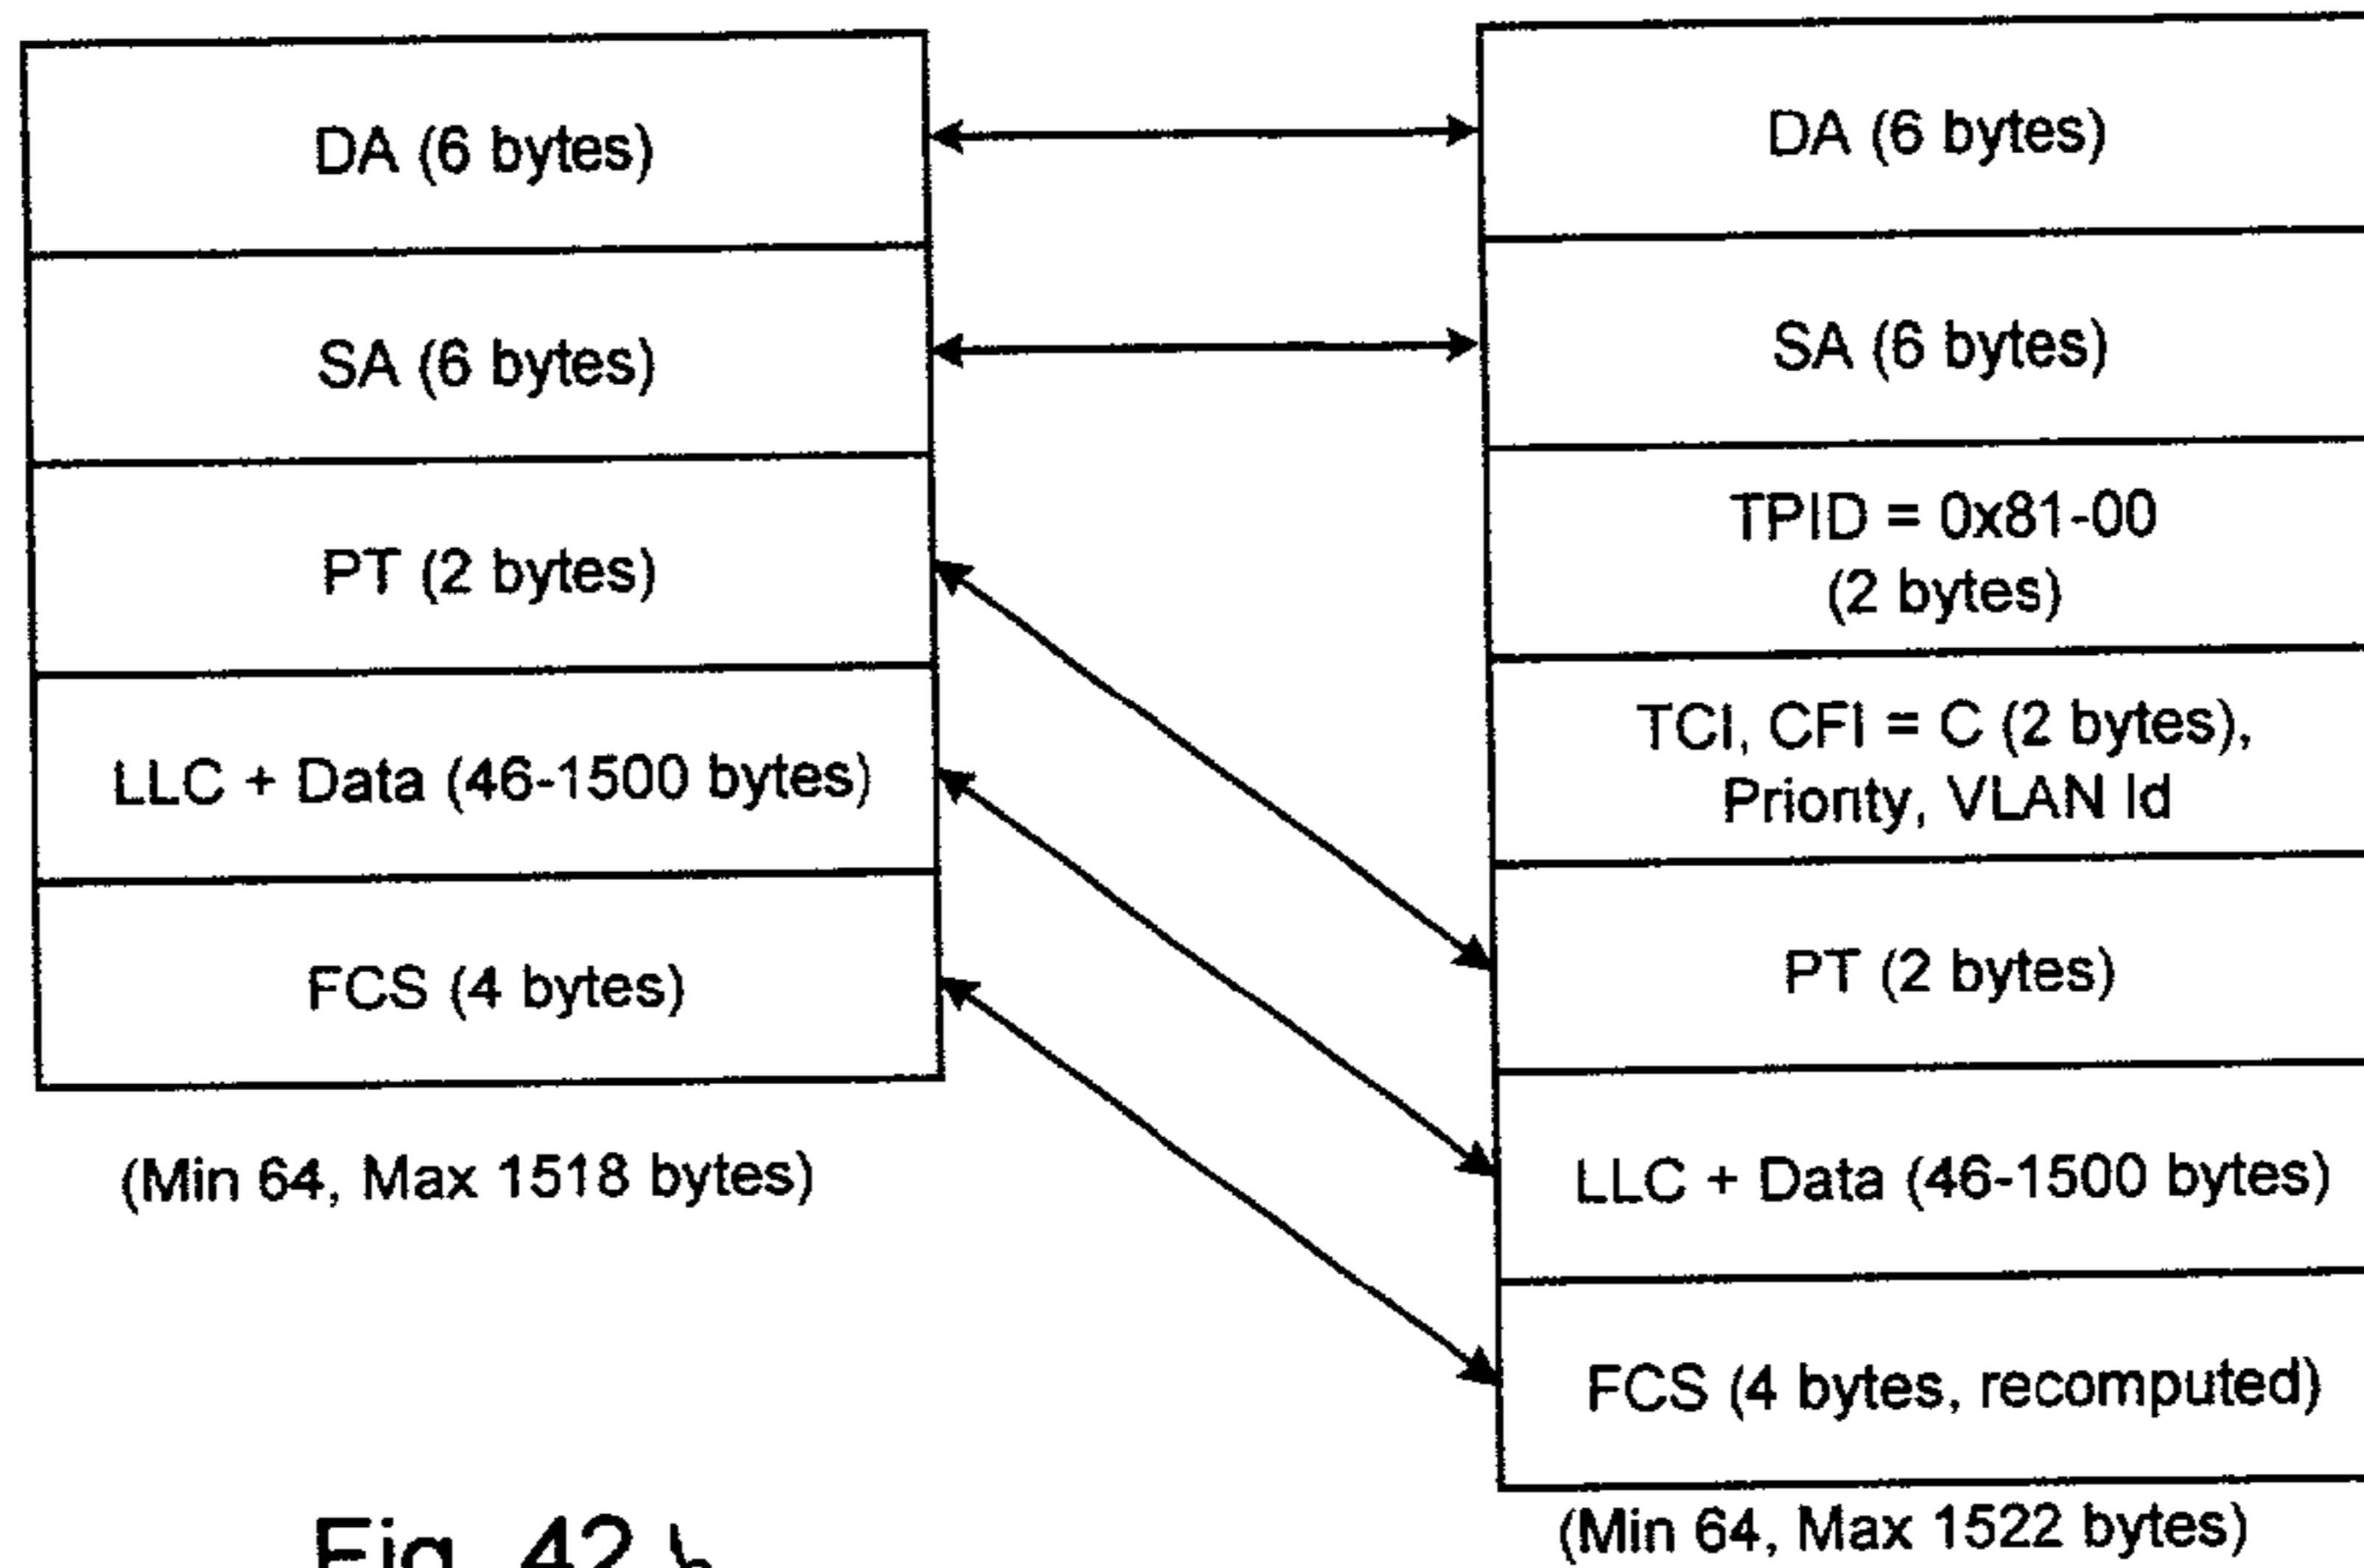 DA (6 bytes)
SA (6 bytes)
PT (2 bytes)
LLC + Data (46-1500 bytes)
FCS (4 bytes)
(Min 64, Max 1518 bytes)
DA (6 bytes)
SA (6 bytes)
TPID = 0x81-00
(2 bytes)
TCI, CFI = C (2 bytes),
Priority, VLAN Id
PT (2 bytes)
LLC + Data (46-1500 bytes)
FCS (4 bytes, recomputed)
(Min 64, Max 1522 bytes)
Fig. 42 b